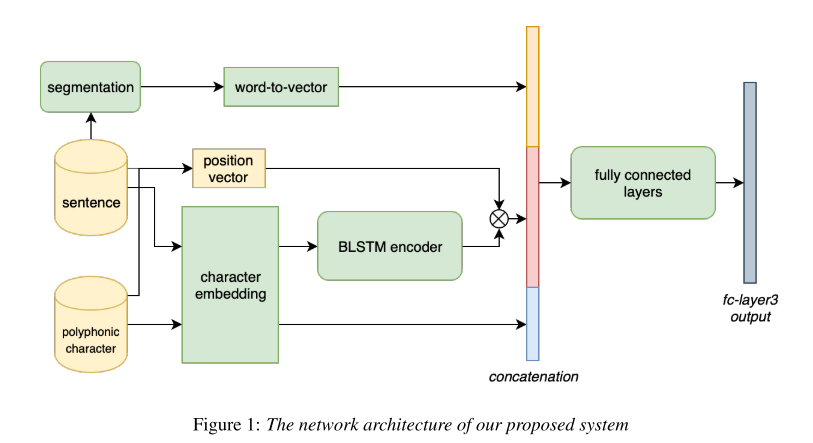 segmentation
word-to-vector
position
vector
sentence
fully connected
layers
BLSTM encoder
character
embedding
polyphonic
character
fc-layer3
output
concatenation
Figure 1: The network architecture of our proposed system